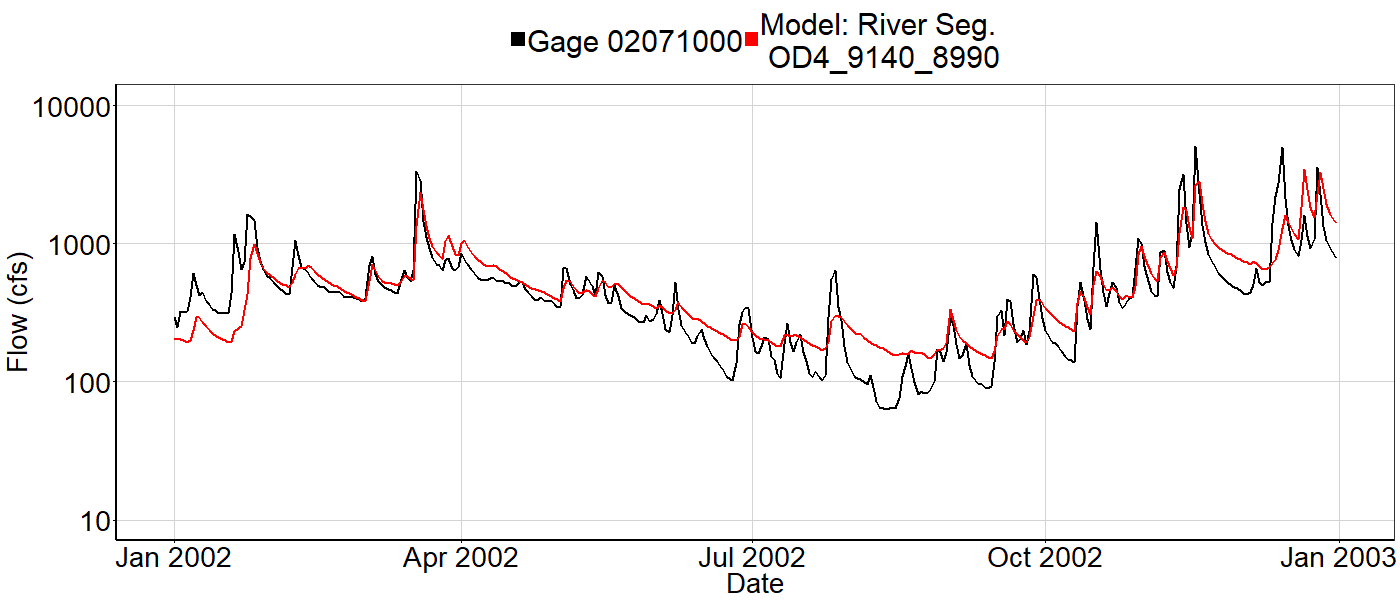 Gage 02071000
Model: River Seg.
OD4_9140_8990
Flow (cfs)
10000
1000
100
10
Jan 2002
Apr 2002
Jul 2002
Oct 2002
Jan 2003
Date